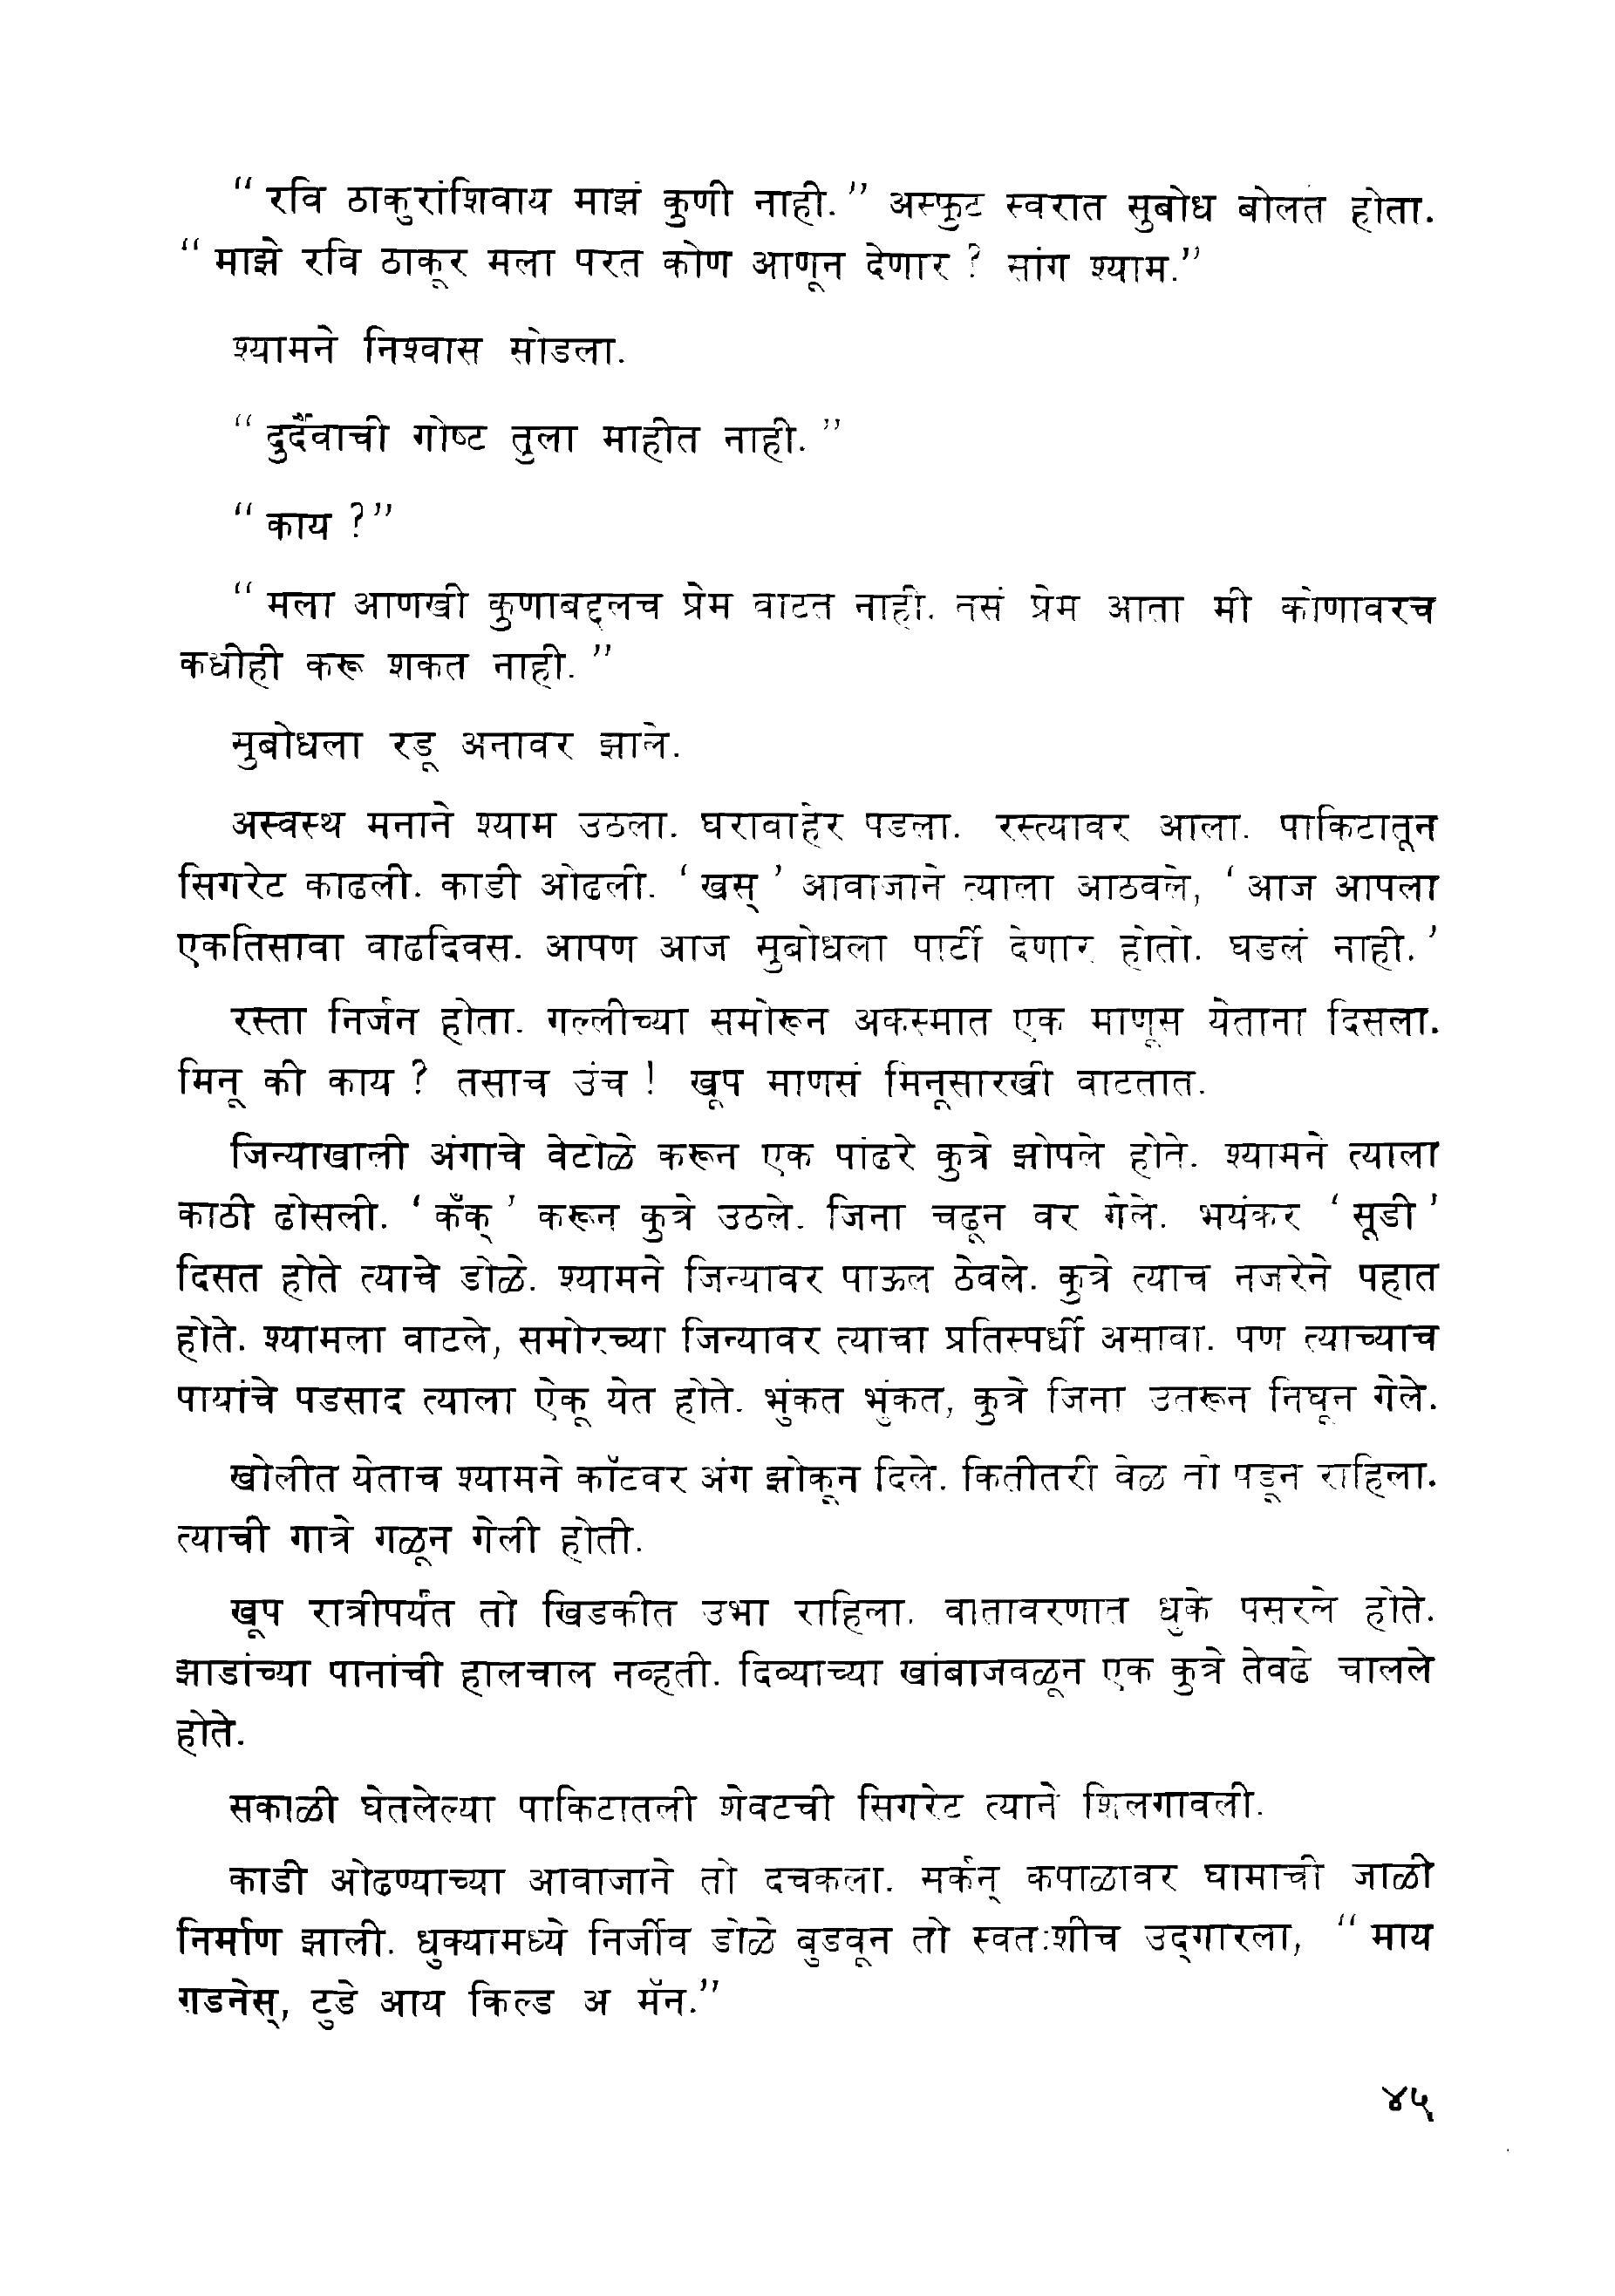 “ रवि ठाकुरांशिवाय माझं कुणी नाही.” अस्फुट स्वरात सुबोध बोलत होता.
“ माझे रवि ठाकूर मला परत कोण आणून देणार ? सांग श्याम.”
श्यामने निश्वास सोडला.
“ दुर्दैवाची गोष्ट तुला माहीत नाही. ”
“ काय ?”
“ मला आणखी कुणाबद्दलच प्रेम वाटत नाही. तसं प्रेम आता मी कोणावरच
कधीही करू शकत नाही. ”
सुबोधला रडू अनावर झाले.
अस्वस्थ मनाने श्याम उठला. घराबाहेर पडला. रस्त्यावर आला. पाकिटातून
सिगरेट काढली. काडी ओढली. ‘ खस् ’ आवाजाने त्याला आठवले, ‘ आज आपला
एकतिसावा वाढदिवस. आपण आज सुबोधला पार्टी देणार होतो. घडलं नाही. ’
रस्ता निर्जन होता. गल्लीच्या समोरून अकस्मात एक माणूस येताना दिसला.
मिनू की काय ? तसाच उंच ! खूप माणसं मिनूसारखी वाटतात.
जिन्याखाली अंगाचे वेटोळे करून एक पांढरे कुत्रे झोपले होते. श्यामने त्याला
काठी ढोसली. ‘ कँक् ’ करून कुत्रे उठले. जिना चढून वर गेले. भयंकर ‘ सूडी ’
दिसत होते त्याचे डोळे. श्यामने जिन्यावर पाऊल ठेवले. कुत्रे त्याच नजरेने पहात
होते. श्यामला वाटले, समोरच्या जिन्यावर त्याचा प्रतिस्पर्धी असावा. पण त्याच्याच
पायांचे पडसाद त्याला ऐकू येत होते. भुंकत भुंकत, कुत्रे जिना उतरून निघून गेले.
खोलीत येताच श्यामने कॉटवर अंग झोकून दिले. कितीतरी वेळ तो पडून राहिला.
त्याची गात्रे गळून गेली होती.
खूप रात्रीपर्यंत तो खिडकीत उभा राहिला. वातावरणात धुके पसरले होते.
झाडांच्या पानांची हालचाल नव्हती. दिव्याच्या खांबाजवळून एक कुत्रे तेवढे चालले
होते.
सकाळी घेतलेल्या पाकिटातली शेवटची सिगरेट त्याने शिलगावली.
काडी ओढण्याच्या आवाजाने तो दचकला. सर्कन् कपाळावर घामाची जाळी
निर्माण झाली. धुक्यामध्ये निर्जीव डोळे बुडवून तो स्वतःशीच उद्‌गारला, “ माय
गडनेस्, टुडे आय किल्ड अ मॅन.”
४५